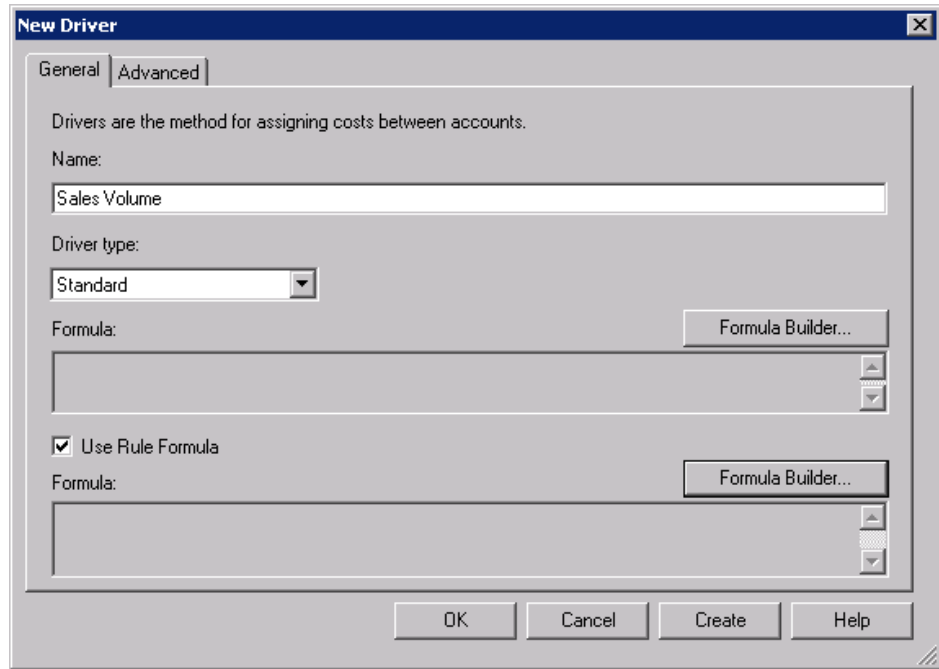 New Driver
General Advanced
Drivers are the method for assigning costs between accounts.
Name:
Sales Volume
Driver type:
Standard
Formula: Formula Builder...
Use Rule Formula
Formula: Formula Builder...
OK Cancel Create Help